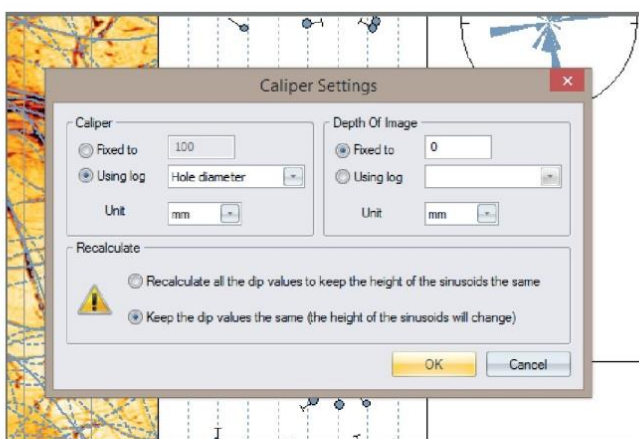 Caliper Settings
Caliper
Fixed to 100
Using log Hole diameter
Unit mm
Depth Of Image
Fixed to 0
Using log
Unit mm
Recalculate
Recalculate all the dip values to keep the height of the sinusoids the same
Keep the dip values the same (the height of the sinusoids will change)
OK Cancel